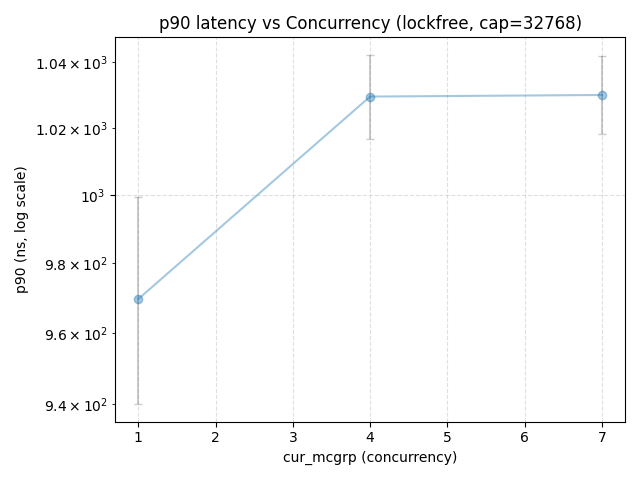 p90 latency vs Concurrency (lockfree, cap=32768)
p90 (ns, log scale)
1.04 × 10³
1.02 × 10³
10³
9.8 × 10²
9.6 × 10²
9.4 × 10²
1 2 3 4 5 6 7
cur_mcgrp (concurrency)